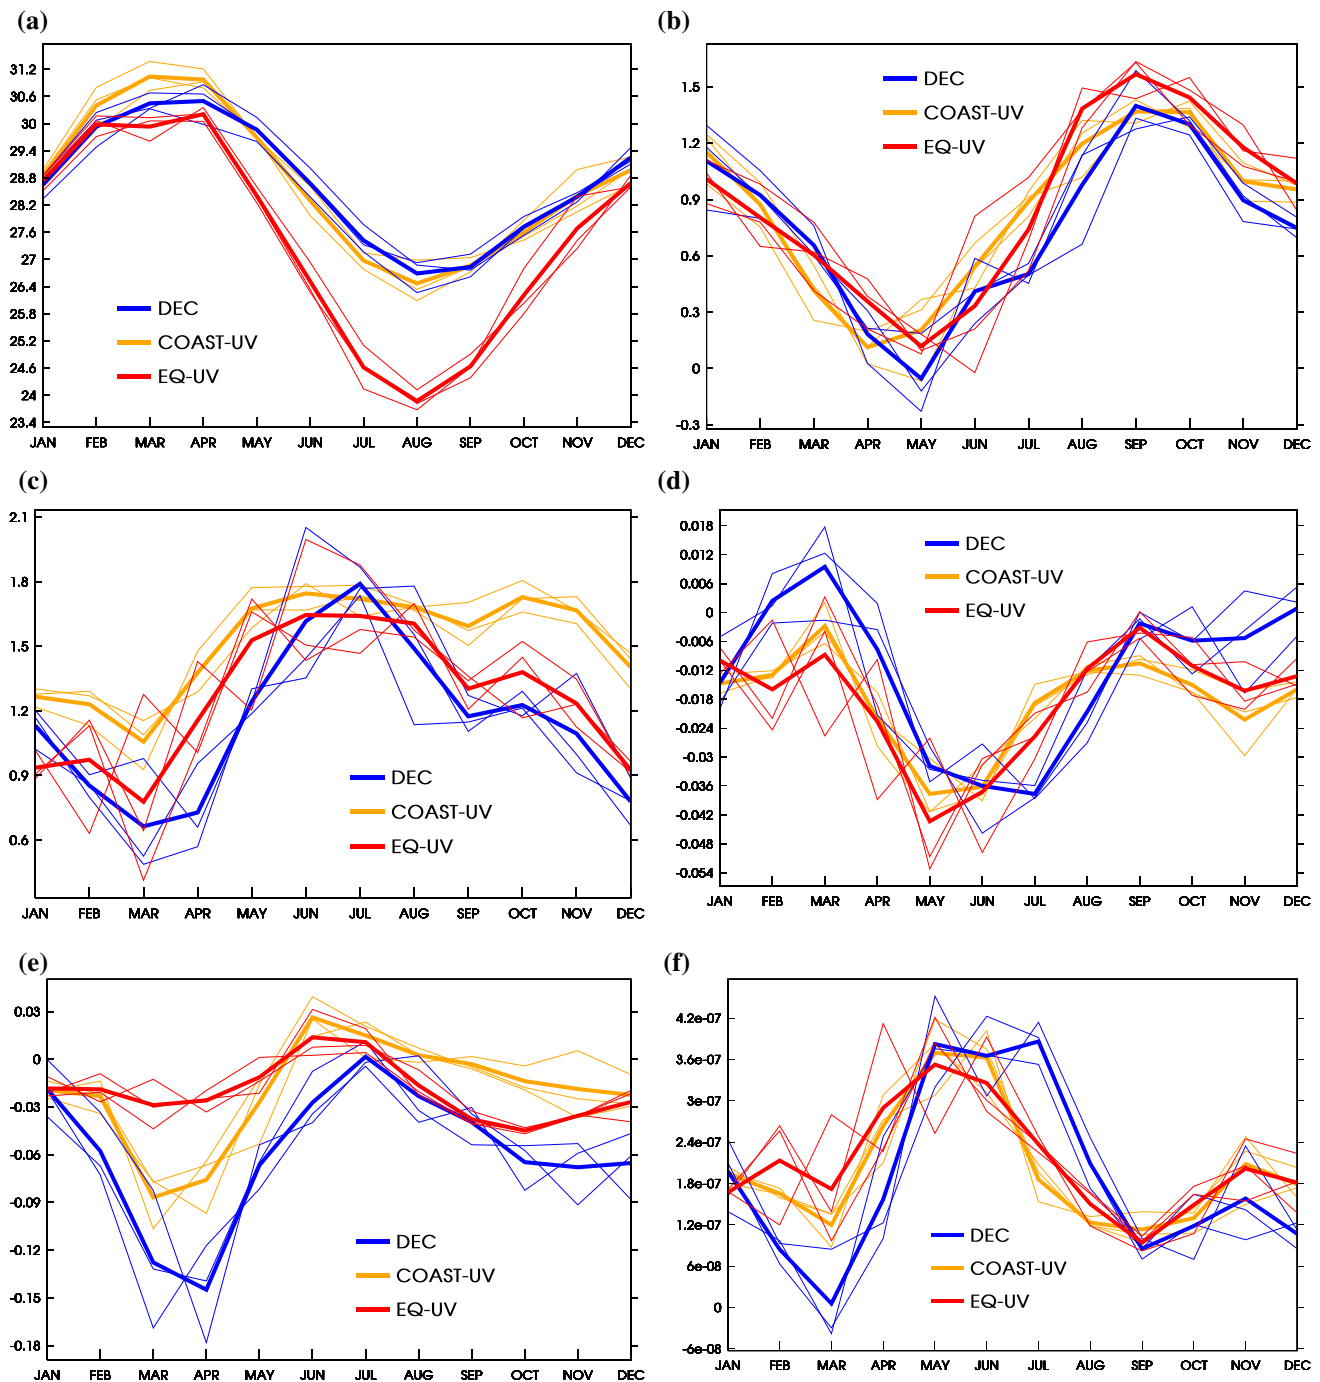 (a)
31.2
30.6
30
29.4
28.8
28.2
27.6
27
26.4
25.8
25.2
24.6
24
23.4
DEC
COAST-UV
EQ-UV
JAN FEB MAR APR MAY JUN JUL AUG SEP OCT NOV DEC
(b)
1.5
1.2
0.9
0.6
0.3
0
-0.3
DEC
COAST-UV
EQ-UV
JAN FEB MAR APR MAY JUN JUL AUG SEP OCT NOV DEC
(c)
2.1
1.8
1.5
1.2
0.9
0.6
DEC
COAST-UV
EQ-UV
JAN FEB MAR APR MAY JUN JUL AUG SEP OCT NOV DEC
(d)
0.018
0.012
0.006
0
-0.006
-0.012
-0.018
-0.024
-0.03
-0.036
-0.042
-0.048
-0.054
DEC
COAST-UV
EQ-UV
JAN FEB MAR APR MAY JUN JUL AUG SEP OCT NOV DEC
(e)
0.03
0
-0.03
-0.06
-0.09
-0.12
-0.15
-0.18
DEC
COAST-UV
EQ-UV
JAN FEB MAR APR MAY JUN JUL AUG SEP OCT NOV DEC
(f)
4.2e-07
3.6e-07
3e-07
2.4e-07
1.8e-07
1.2e-07
6e-08
0
-6e-08
DEC
COAST-UV
EQ-UV
JAN FEB MAR APR MAY JUN JUL AUG SEP OCT NOV DEC